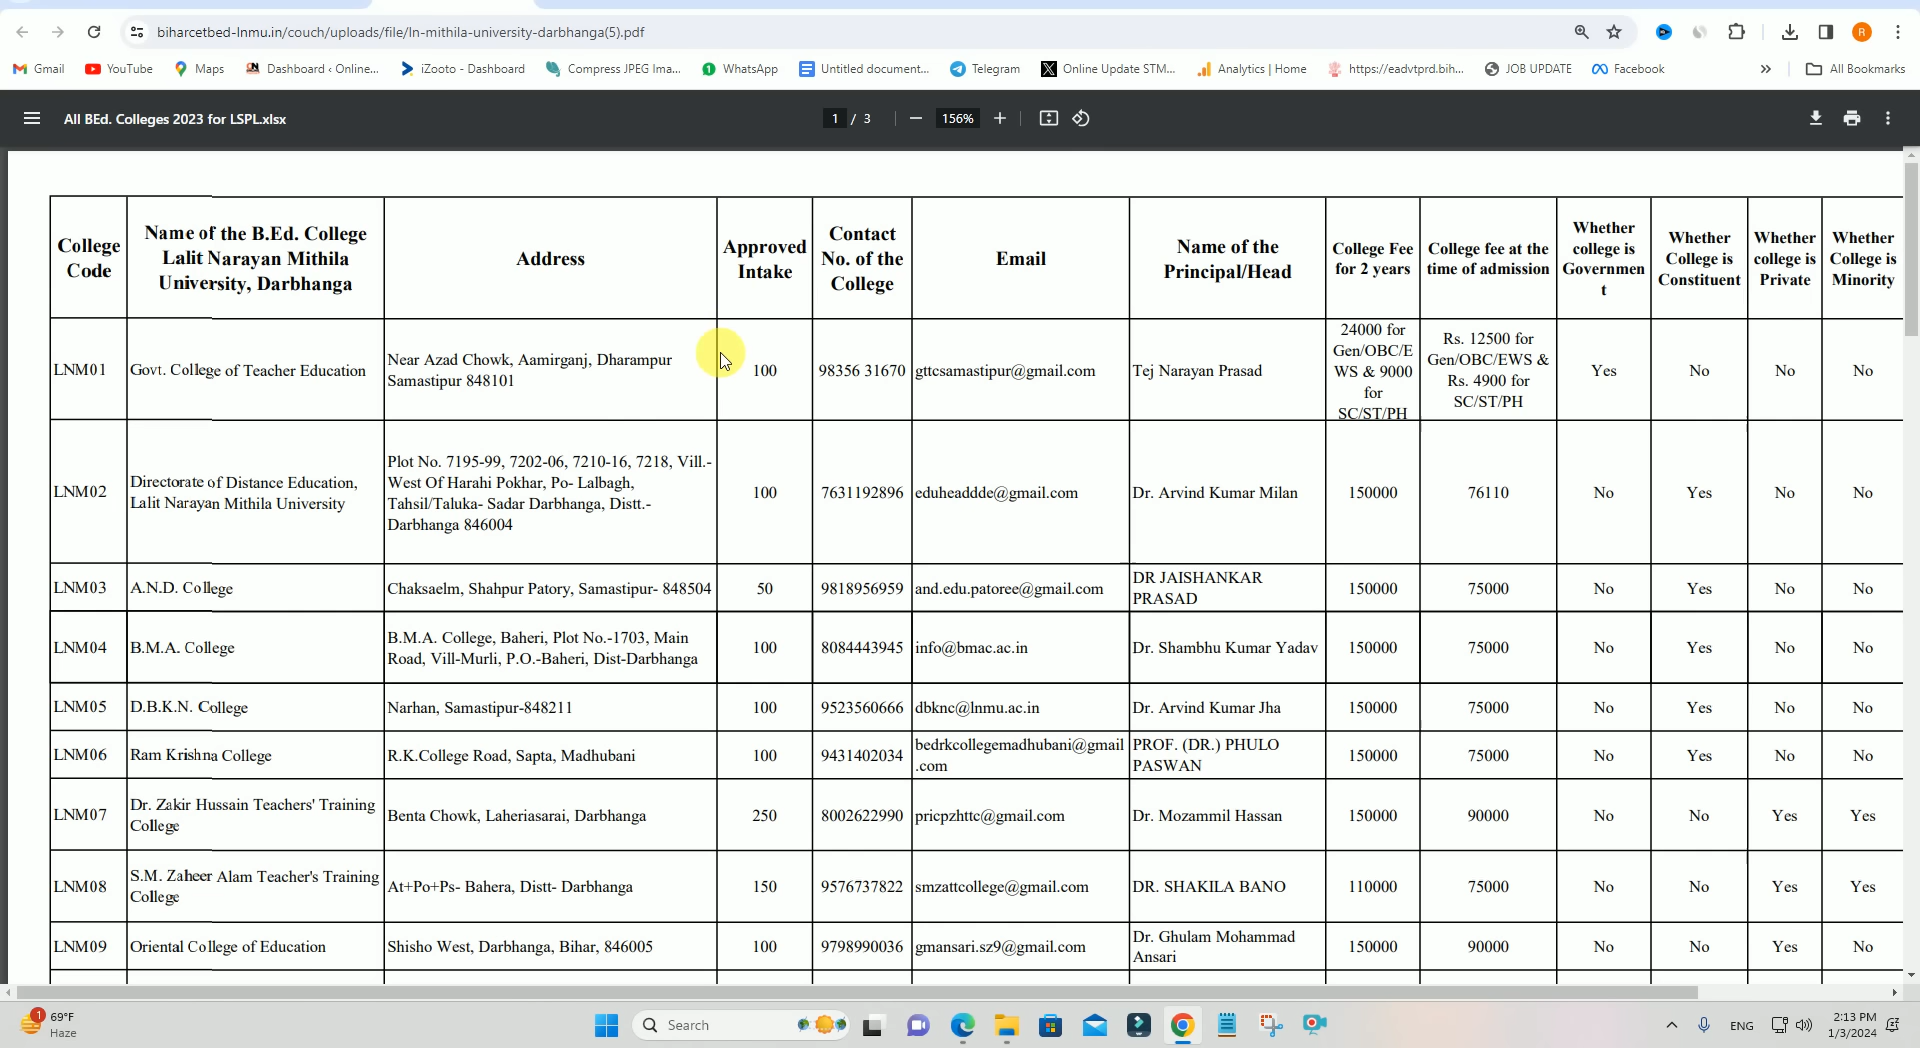 biharcetbed-lnmu.in/couch/uploads/file/ln-mithila-university-darbhanga(5).pdf
Gmail YouTube Maps Dashboard ‹ Online... iZooto - Dashboard Compress JPEG Ima... WhatsApp Untitled document... Telegram Online Update STM... Analytics | Home https://eadvtprd.bih... JOB UPDATE Facebook » All Bookmarks
All BEd. Colleges 2023 for LSPL.xlsx 1 / 3 156%
College Code
Name of the B.Ed. College
Lalit Narayan Mithila
University, Darbhanga
Address
Approved
Intake
Contact
No. of the
College
Email
Name of the
Principal/Head
College Fee
for 2 years
College fee at the
time of admission
Whether
college is
Governmen
t
Whether
College is
Constituent
Whether
college is
Private
Whether
College is
Minority
LNM01
Govt. College of Teacher Education
Near Azad Chowk, Aamirganj, Dharampur
Samastipur 848101
100
98356 31670
gttcsamastipur@gmail.com
Tej Narayan Prasad
24000 for
Gen/OBC/E
WS & 9000
for
SC/ST/PH
Rs. 12500 for
Gen/OBC/EWS &
Rs. 4900 for
SC/ST/PH
Yes
No
No
No
LNM02
Directorate of Distance Education,
Lalit Narayan Mithila University
Plot No. 7195-99, 7202-06, 7210-16, 7218, Vill.-
West Of Harahi Pokhar, Po- Lalbagh,
Tahsil/Taluka- Sadar Darbhanga, Distt.-
Darbhanga 846004
100
7631192896
eduheaddde@gmail.com
Dr. Arvind Kumar Milan
150000
76110
No
Yes
No
No
LNM03
A.N.D. College
Chaksaelm, Shahpur Patory, Samastipur- 848504
50
9818956959
and.edu.patoree@gmail.com
DR JAISHANKAR
PRASAD
150000
75000
No
Yes
No
No
LNM04
B.M.A. College
B.M.A. College, Baheri, Plot No.-1703, Main
Road, Vill-Murli, P.O.-Baheri, Dist-Darbhanga
100
8084443945
info@bmac.ac.in
Dr. Shambhu Kumar Yadav
150000
75000
No
Yes
No
No
LNM05
D.B.K.N. College
Narhan, Samastipur-848211
100
9523560666
dbknc@lnmu.ac.in
Dr. Arvind Kumar Jha
150000
75000
No
Yes
No
No
LNM06
Ram Krishna College
R.K.College Road, Sapta, Madhubani
100
9431402034
bedrkcollegemadhubani@gmail
.com
PROF. (DR.) PHULO
PASWAN
150000
75000
No
Yes
No
No
LNM07
Dr. Zakir Hussain Teachers' Training
College
Benta Chowk, Laheriasarai, Darbhanga
250
8002622990
pricpzhttc@gmail.com
Dr. Mozammil Hassan
150000
90000
No
No
Yes
Yes
LNM08
S.M. Zaheer Alam Teacher's Training
College
At+Po+Ps- Bahera, Distt- Darbhanga
150
9576737822
smzattcollege@gmail.com
DR. SHAKILA BANO
110000
75000
No
No
Yes
Yes
LNM09
Oriental College of Education
Shisho West, Darbhanga, Bihar, 846005
100
9798990036
gmansari.sz9@gmail.com
Dr. Ghulam Mohammad
Ansari
150000
90000
No
No
Yes
No
1 69°F
Haze
Search
ENG
2:13 PM
1/3/2024